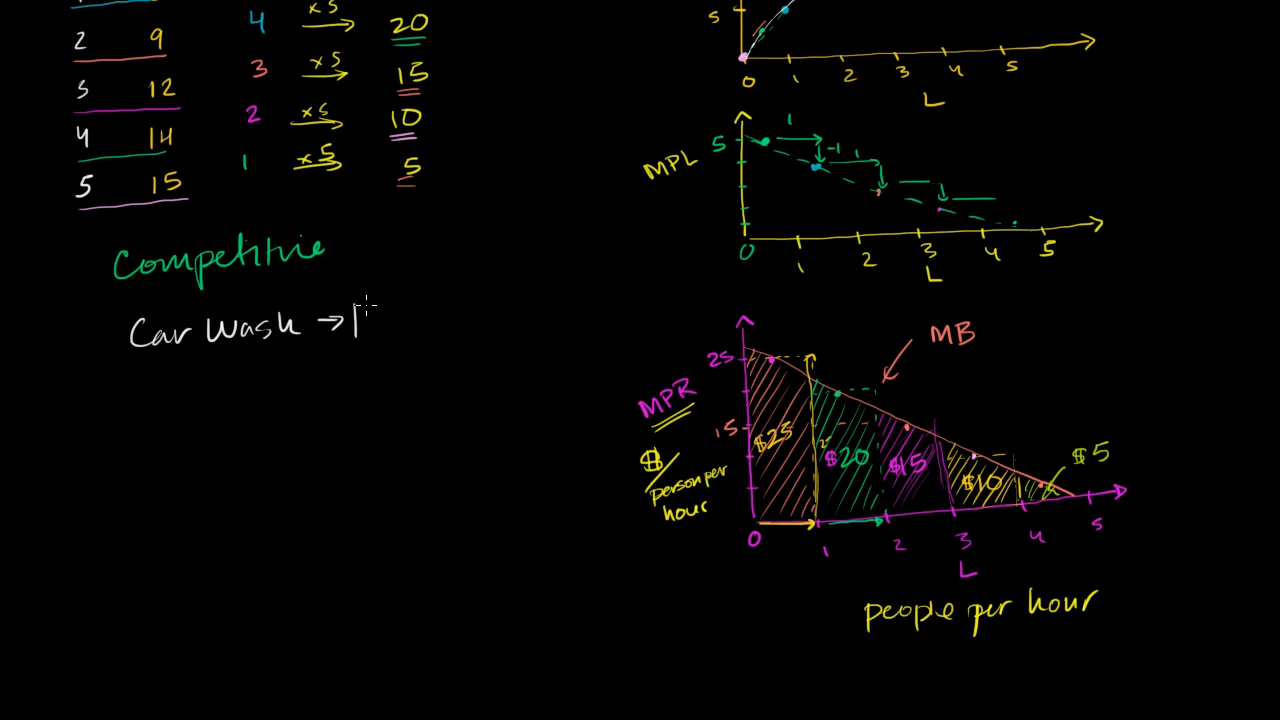 4 ×5 20
2 9
3 ×5 15
3 12
2 ×5 10
4 14
1 ×5 5
5 15
Competitive
Car Wash →
5
0 1 2 3 4 5
L
MPL
5
1
-1
1
0 1 2 3 4 5
L
MB
MPR
25
15
$/
person per
hour
$25
$20
$15
$10
$5
0 1 2 3 4 5
L
people per hour